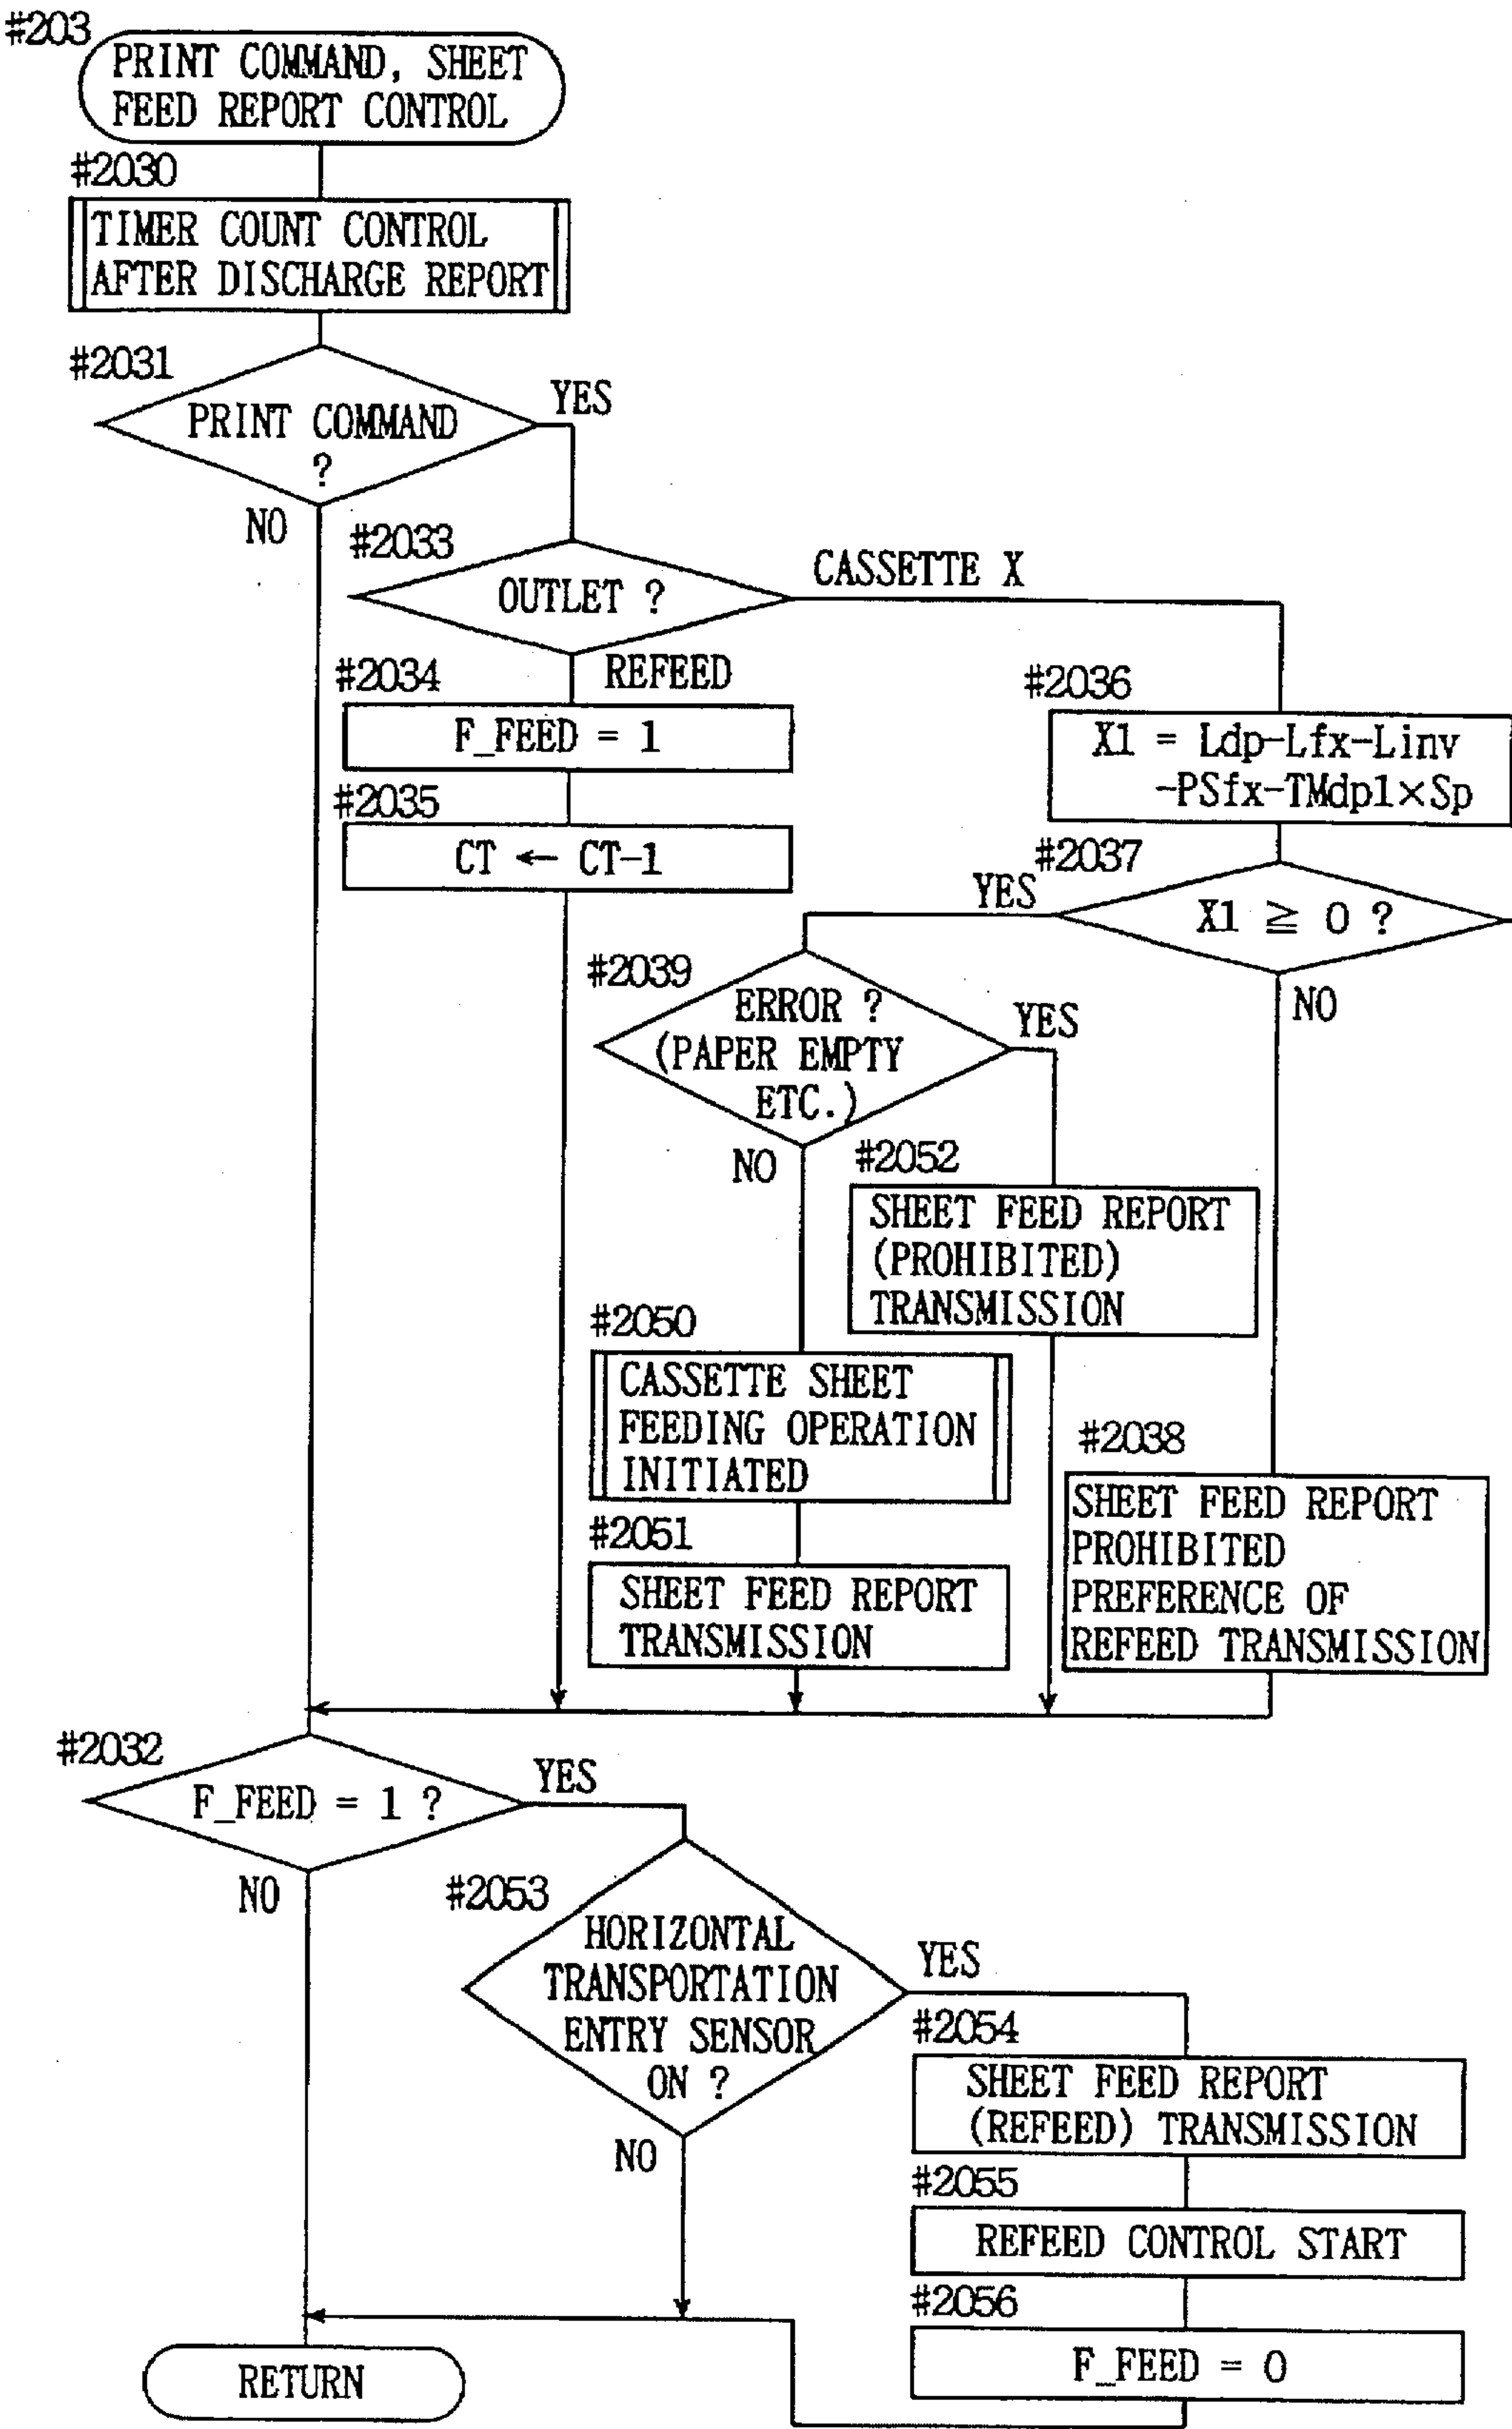 #203
PRINT COMMAND, SHEET
FEED REPORT CONTROL
#2030
TIMER COUNT CONTROL
AFTER DISCHARGE REPORT
#2031
PRINT COMMAND
?
YES
NO
#2033
OUTLET ?
CASSETTE X
REFEED
#2034
F_FEED = 1
#2035
CT ← CT-1
#2036
X1 = Ldp-Lfx-Linv
-PSfx-TMdp1×Sp
#2037
X1 ≧ 0 ?
YES
NO
#2039
ERROR ?
(PAPER EMPTY
ETC.)
YES
NO
#2052
SHEET FEED REPORT
(PROHIBITED)
TRANSMISSION
#2050
CASSETTE SHEET
FEEDING OPERATION
INITIATED
#2051
SHEET FEED REPORT
TRANSMISSION
#2038
SHEET FEED REPORT
PROHIBITED
PREFERENCE OF
REFEED TRANSMISSION
#2032
F_FEED = 1 ?
YES
NO
#2053
HORIZONTAL
TRANSPORTATION
ENTRY SENSOR
ON ?
YES
NO
#2054
SHEET FEED REPORT
(REFEED) TRANSMISSION
#2055
REFEED CONTROL START
#2056
F_FEED = 0
RETURN